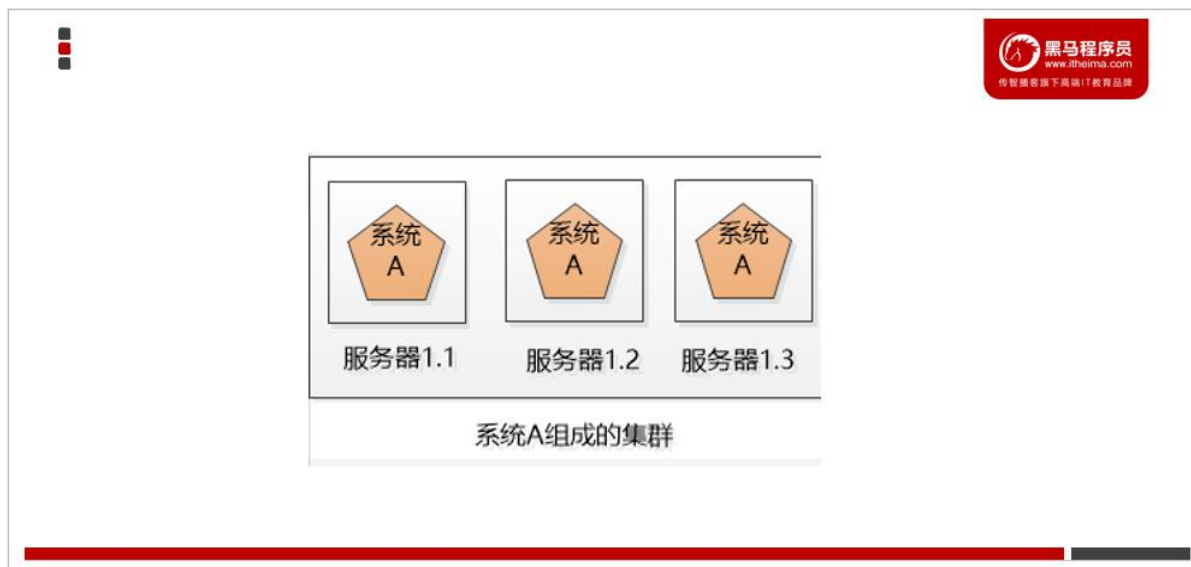 黑马程序员
www.itheima.com
传智播客旗下高端IT教育品牌
系统
A
系统
A
系统
A
服务器1.1
服务器1.2
服务器1.3
系统A组成的集群